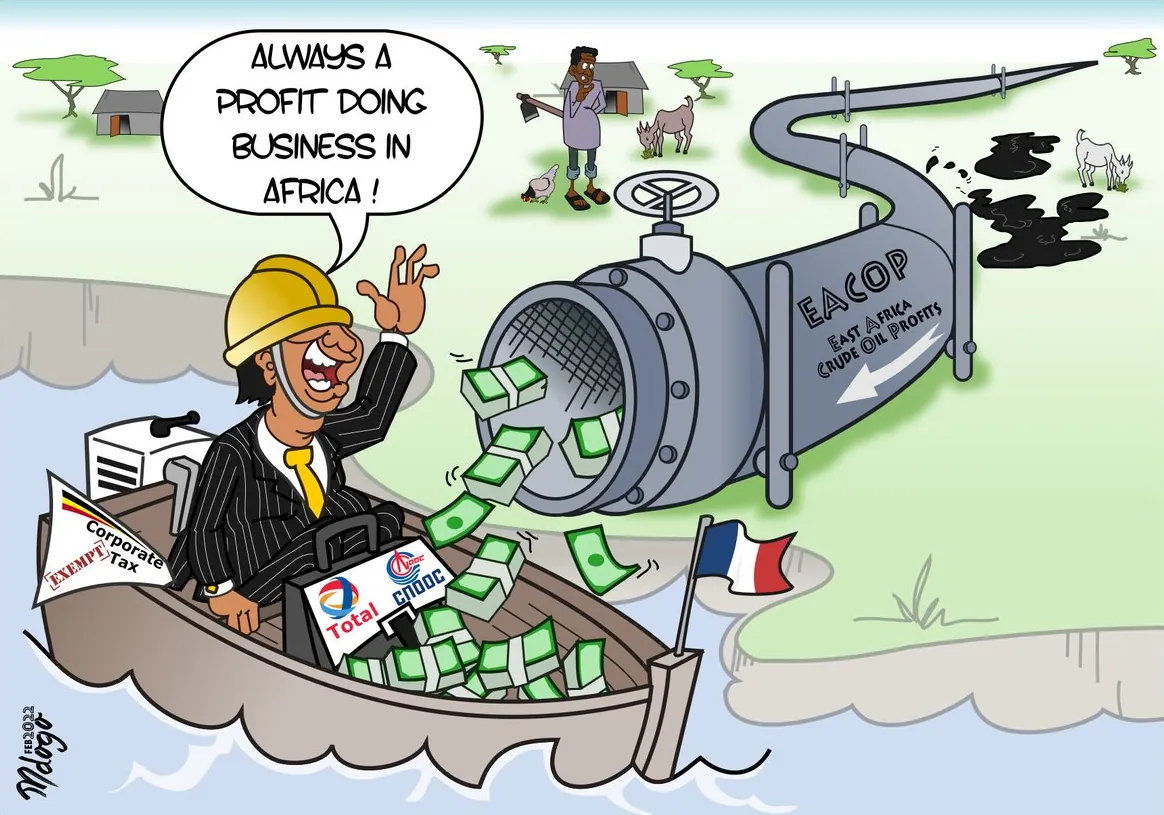 ALWAYS A
PROFIT DOING
BUSINESS IN
AFRICA !
EACOP
EAST AFRICA
CRUDE OIL PROFITS
Corporate
Tax
EXEMPT
Total
CNOOC
CNOOC
Mdogo
FEB2022